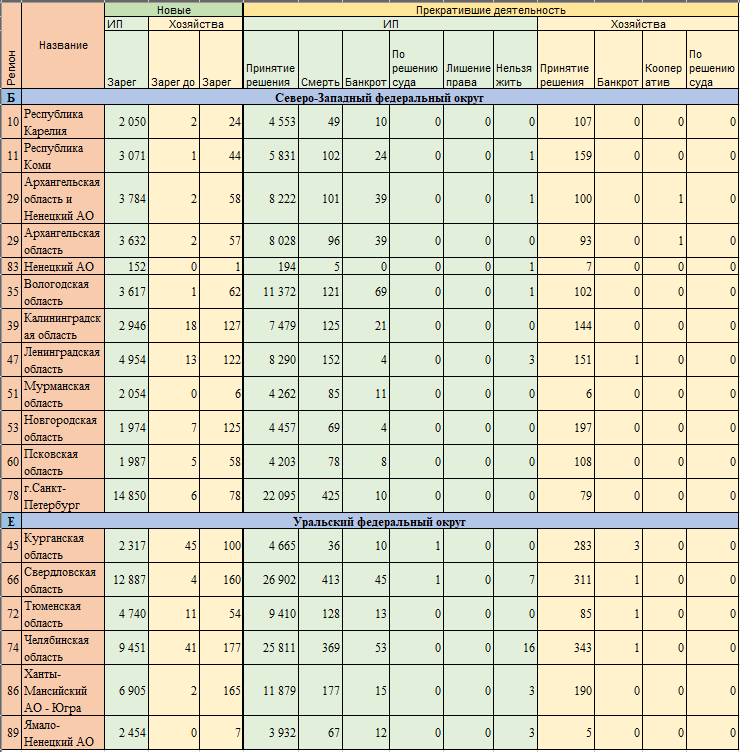 Новые Прекратившие деятельность
ИП Хозяйства ИП Хозяйства
Регион Название Зарег Зарег до Зарег Принятие решения Смерть Банкрот По решению суда Лишение права Нельзя жить Принятие решения Банкрот Кооператив По решению суда
Б Северо-Западный федеральный округ
10 Республика Карелия 2 050 2 24 4 553 49 10 0 0 0 107 0 0 0
11 Республика Коми 3 071 1 44 5 831 102 24 0 0 1 159 0 0 0
29 Архангельская область и Ненецкий АО 3 784 2 58 8 222 101 39 0 0 1 100 0 1 0
29 Архангельская область 3 632 2 57 8 028 96 39 0 0 0 93 0 1 0
83 Ненецкий АО 152 0 1 194 5 0 0 0 1 7 0 0 0
35 Вологодская область 3 617 1 62 11 372 121 69 0 0 1 102 0 0 0
39 Калининградская область 2 946 18 127 7 479 125 21 0 0 0 144 0 0 0
47 Ленинградская область 4 954 13 122 8 290 152 4 0 0 3 151 1 0 0
51 Мурманская область 2 054 0 6 4 262 85 11 0 0 0 6 0 0 0
53 Новгородская область 1 974 7 125 4 457 69 4 0 0 0 197 0 0 0
60 Псковская область 1 987 5 58 4 203 78 8 0 0 0 108 0 0 0
78 г.Санкт-Петербург 14 850 6 78 22 095 425 10 0 0 0 79 0 0 0
Е Уральский федеральный округ
45 Курганская область 2 317 45 100 4 665 36 10 1 0 0 283 3 0 0
66 Свердловская область 12 887 4 160 26 902 413 45 1 0 7 311 1 0 0
72 Тюменская область 4 740 11 54 9 410 128 13 0 0 0 85 1 0 0
74 Челябинская область 9 451 41 177 25 811 369 53 0 0 16 343 1 0 0
86 Ханты-Мансийский АО - Югра 6 905 2 165 11 879 177 15 0 0 3 190 0 0 0
89 Ямало-Ненецкий АО 2 454 0 7 3 932 67 12 0 0 3 5 0 0 0